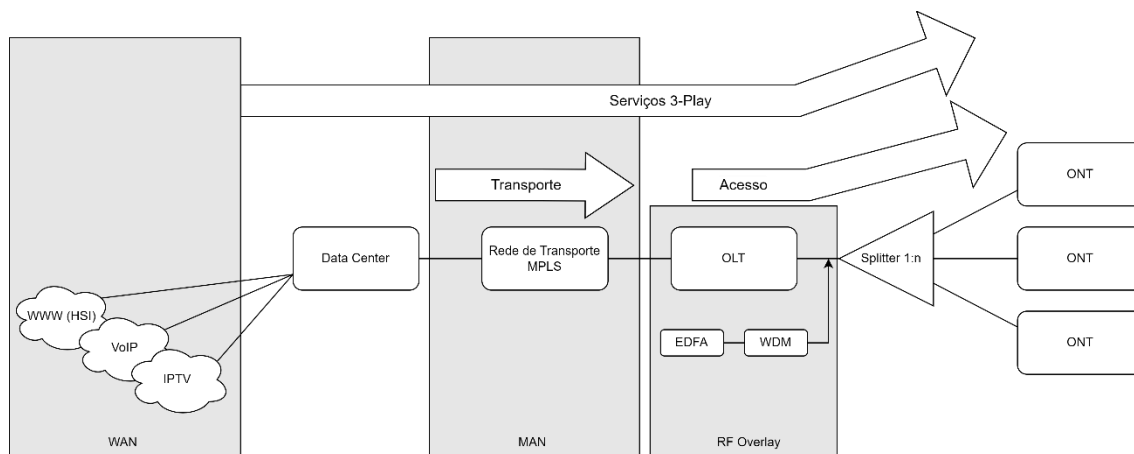 Serviços 3-Play
Transporte
Acesso
ONT
Data Center
Rede de Transporte
MPLS
OLT
Splitter 1:n
ONT
WWW (HSI)
VoIP
IPTV
EDFA
WDM
ONT
WAN
MAN
RF Overlay